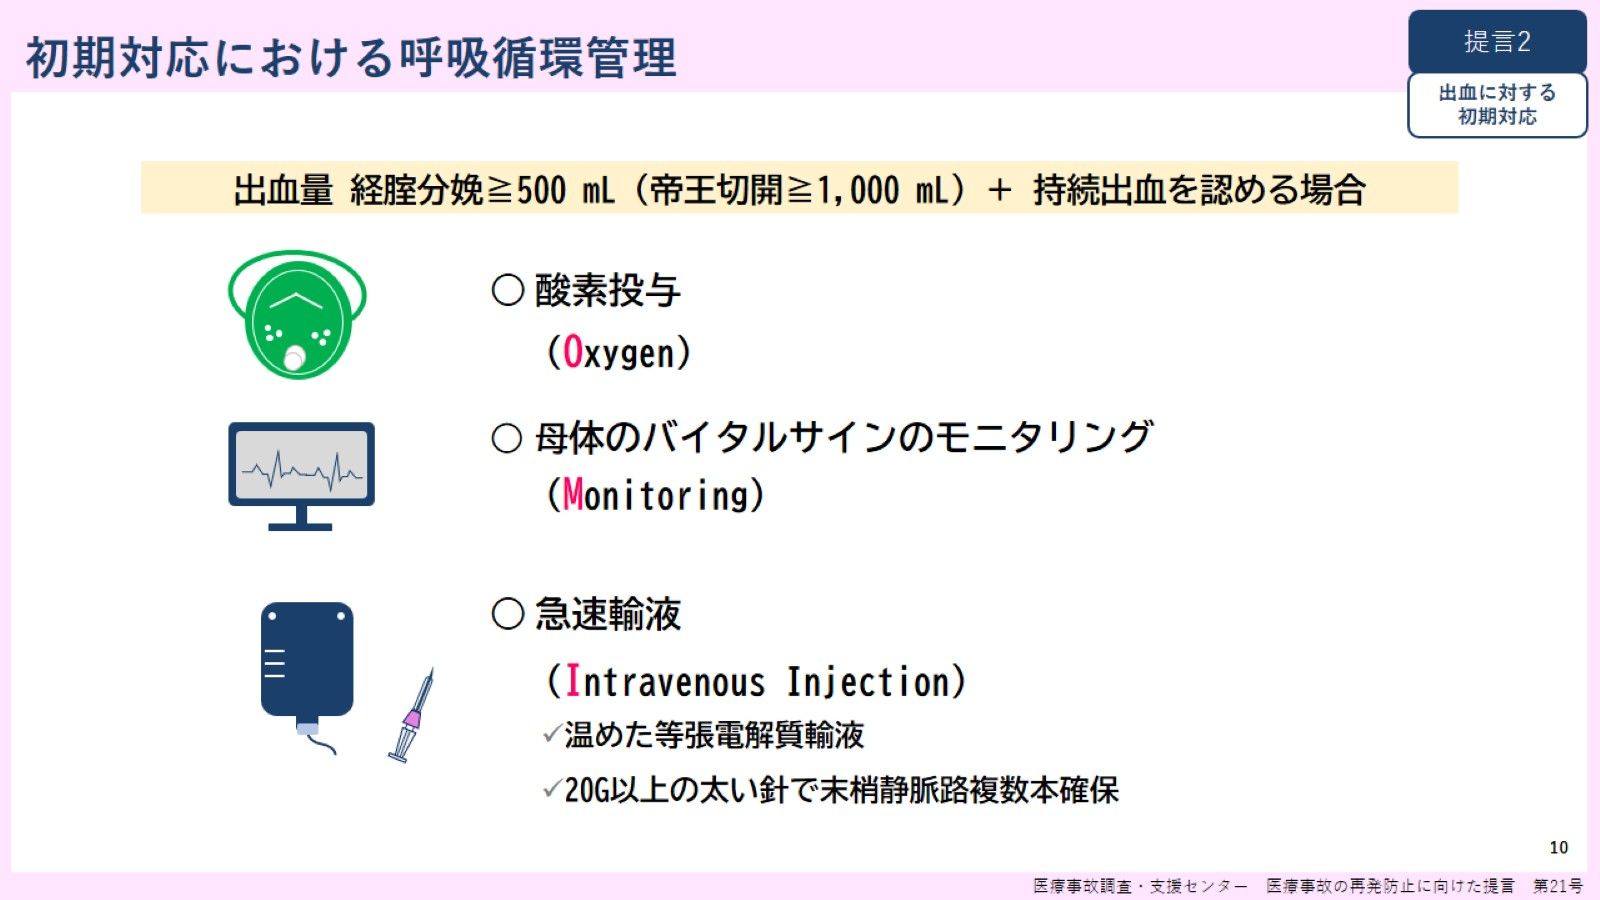 初期対応における呼吸循環管理
提言2
出血に対する
初期対応
出血量 経腟分娩≧500 mL（帝王切開≧1,000 mL）＋ 持続出血を認める場合
○ 酸素投与
（Oxygen）
○ 母体のバイタルサインのモニタリング
（Monitoring）
○ 急速輸液
（Intravenous Injection）
✓温めた等張電解質輸液
✓20G以上の太い針で末梢静脈路複数本確保
10
医療事故調査・支援センター　医療事故の再発防止に向けた提言　第21号